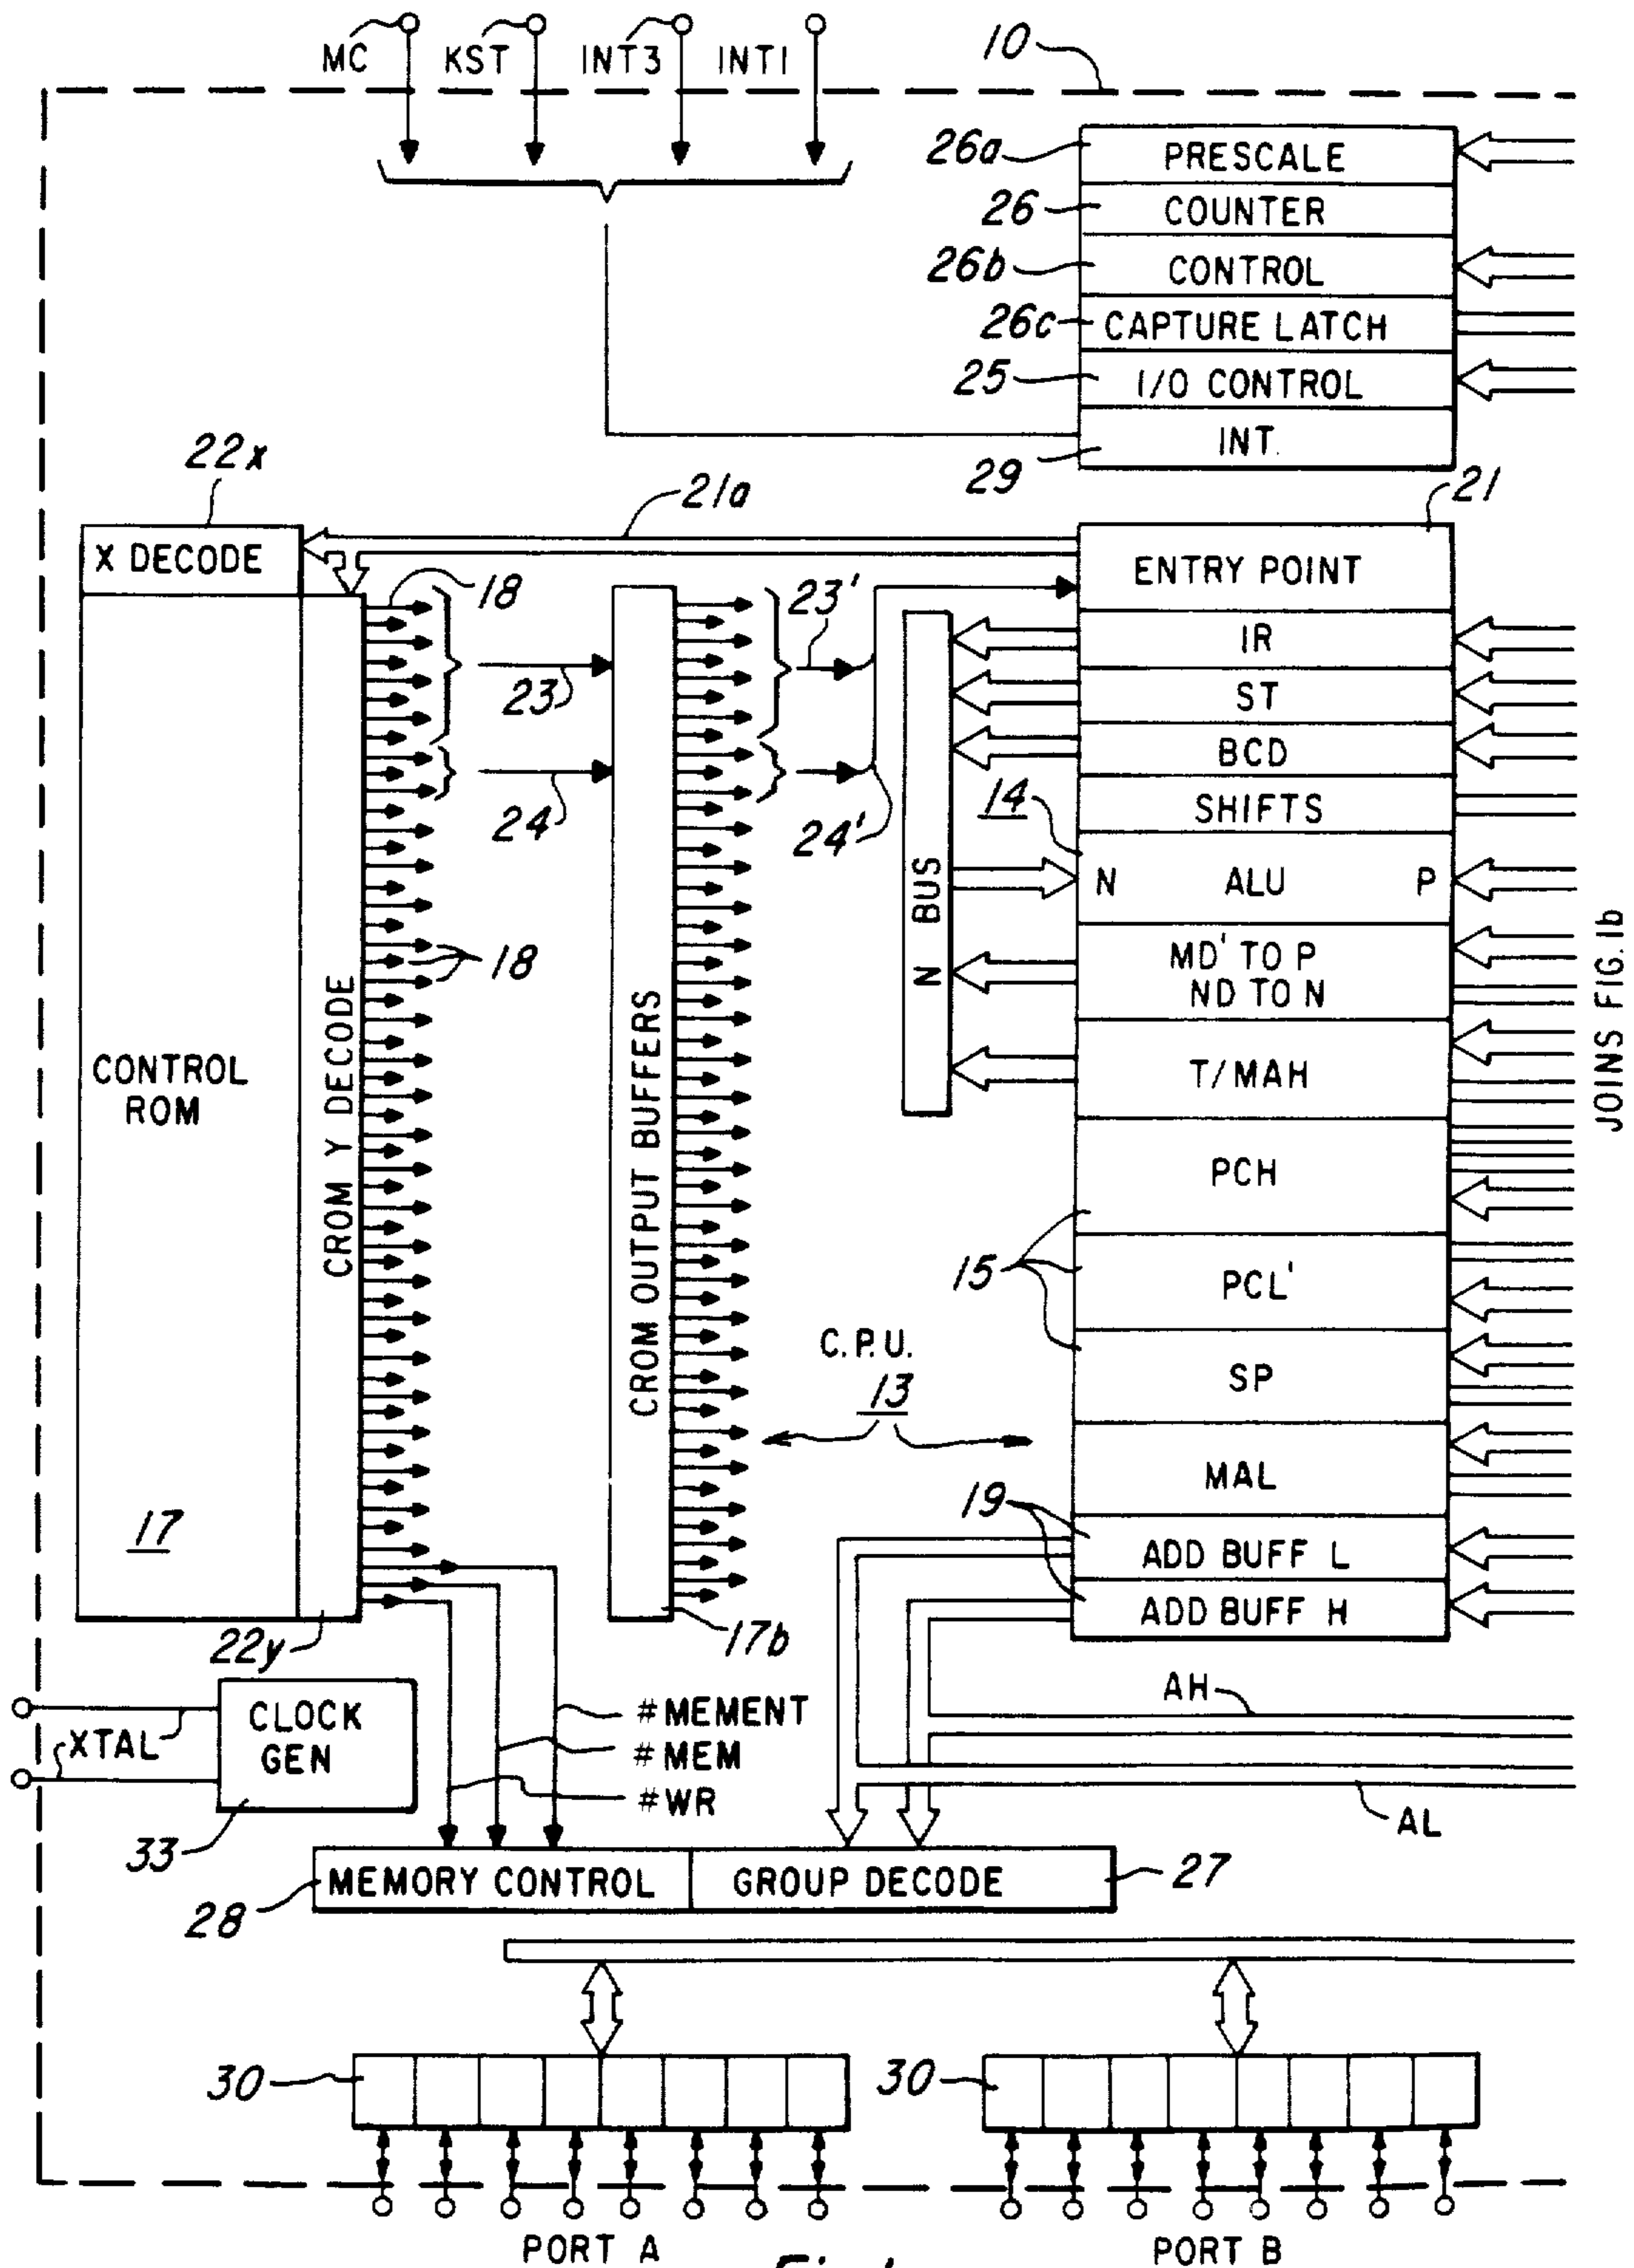 MC KST INT3 INT1
10
26a PRESCALE
26 COUNTER
26b CONTROL
26c CAPTURE LATCH
25 I/O CONTROL
INT.
29
22x
21a
21
X DECODE
ENTRY POINT
18
23'
IR
23
ST
BCD
14
SHIFTS
24
24'
N ALU P
N BUS
18
MD' TO P
ND TO N
JOINS FIG.1b
CONTROL
ROM
CROM Y DECODE
CROM OUTPUT BUFFERS
T/MAH
PCH
15
PCL'
C.P.U.
13
SP
MAL
17
19
ADD BUFF L
ADD BUFF H
22y
17b
CLOCK
GEN
XTAL
#MEMENT
#MEM
#WR
AH
AL
33
MEMORY CONTROL
GROUP DECODE
27
28
30
30
PORT A
PORT B